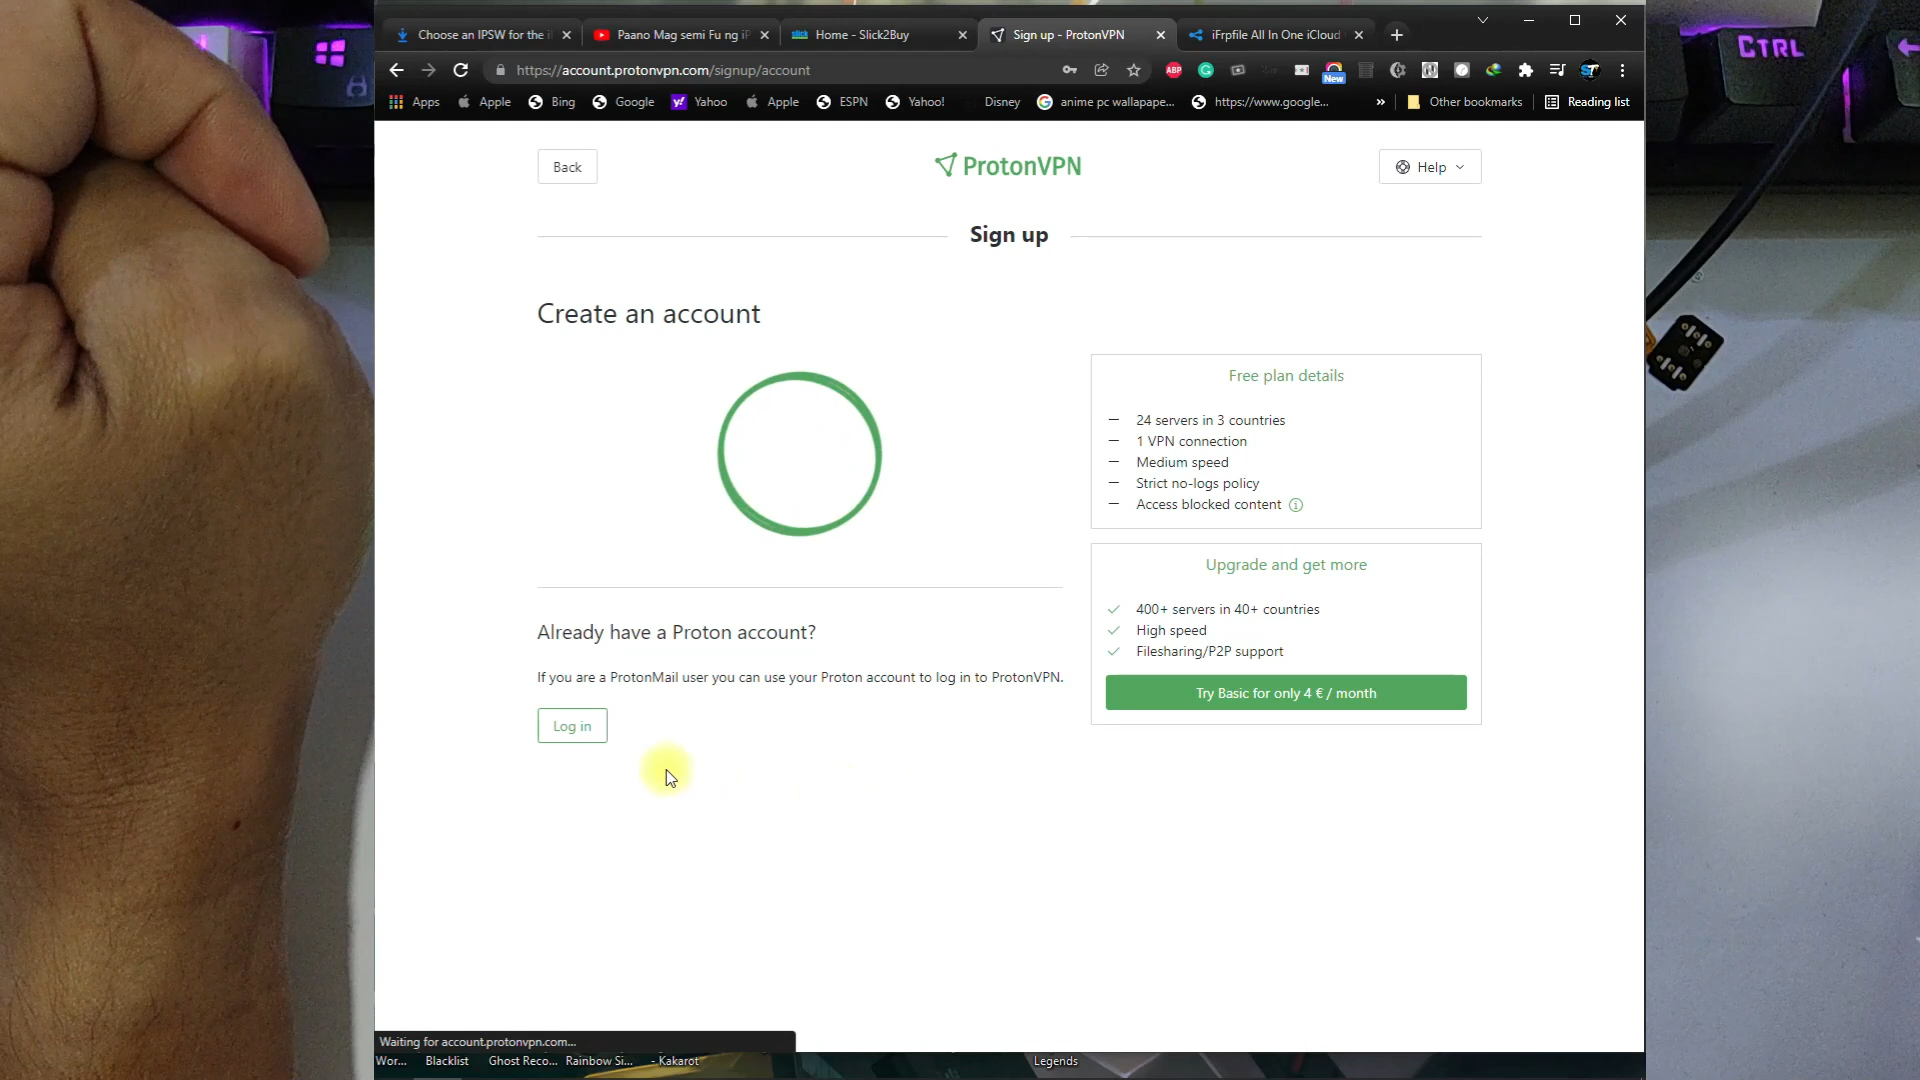 Choose an IPSW for the i
Paano Mag semi Fu ng iP
slick Home - Slick2Buy
Sign up - ProtonVPN
iFrpfile All In One iCloud
https://account.protonvpn.com/signup/account
ABP
New
ST
Apps
Apple
Bing
Google
Yahoo
Apple
ESPN
Yahoo!
Disney
anime pc wallapape...
https://www.google...
»
Other bookmarks
Reading list
CTRL
Back
ProtonVPN
Help
Sign up
Create an account
Free plan details
24 servers in 3 countries
1 VPN connection
Medium speed
Strict no-logs policy
Access blocked content
Upgrade and get more
400+ servers in 40+ countries
High speed
Filesharing/P2P support
Try Basic for only 4 € / month
Already have a Proton account?
If you are a ProtonMail user you can use your Proton account to log in to ProtonVPN.
Log in
Waiting for account.protonvpn.com...
Wor...
Blacklist
Ghost Reco...
Rainbow Si...
- Kakarot
Legends